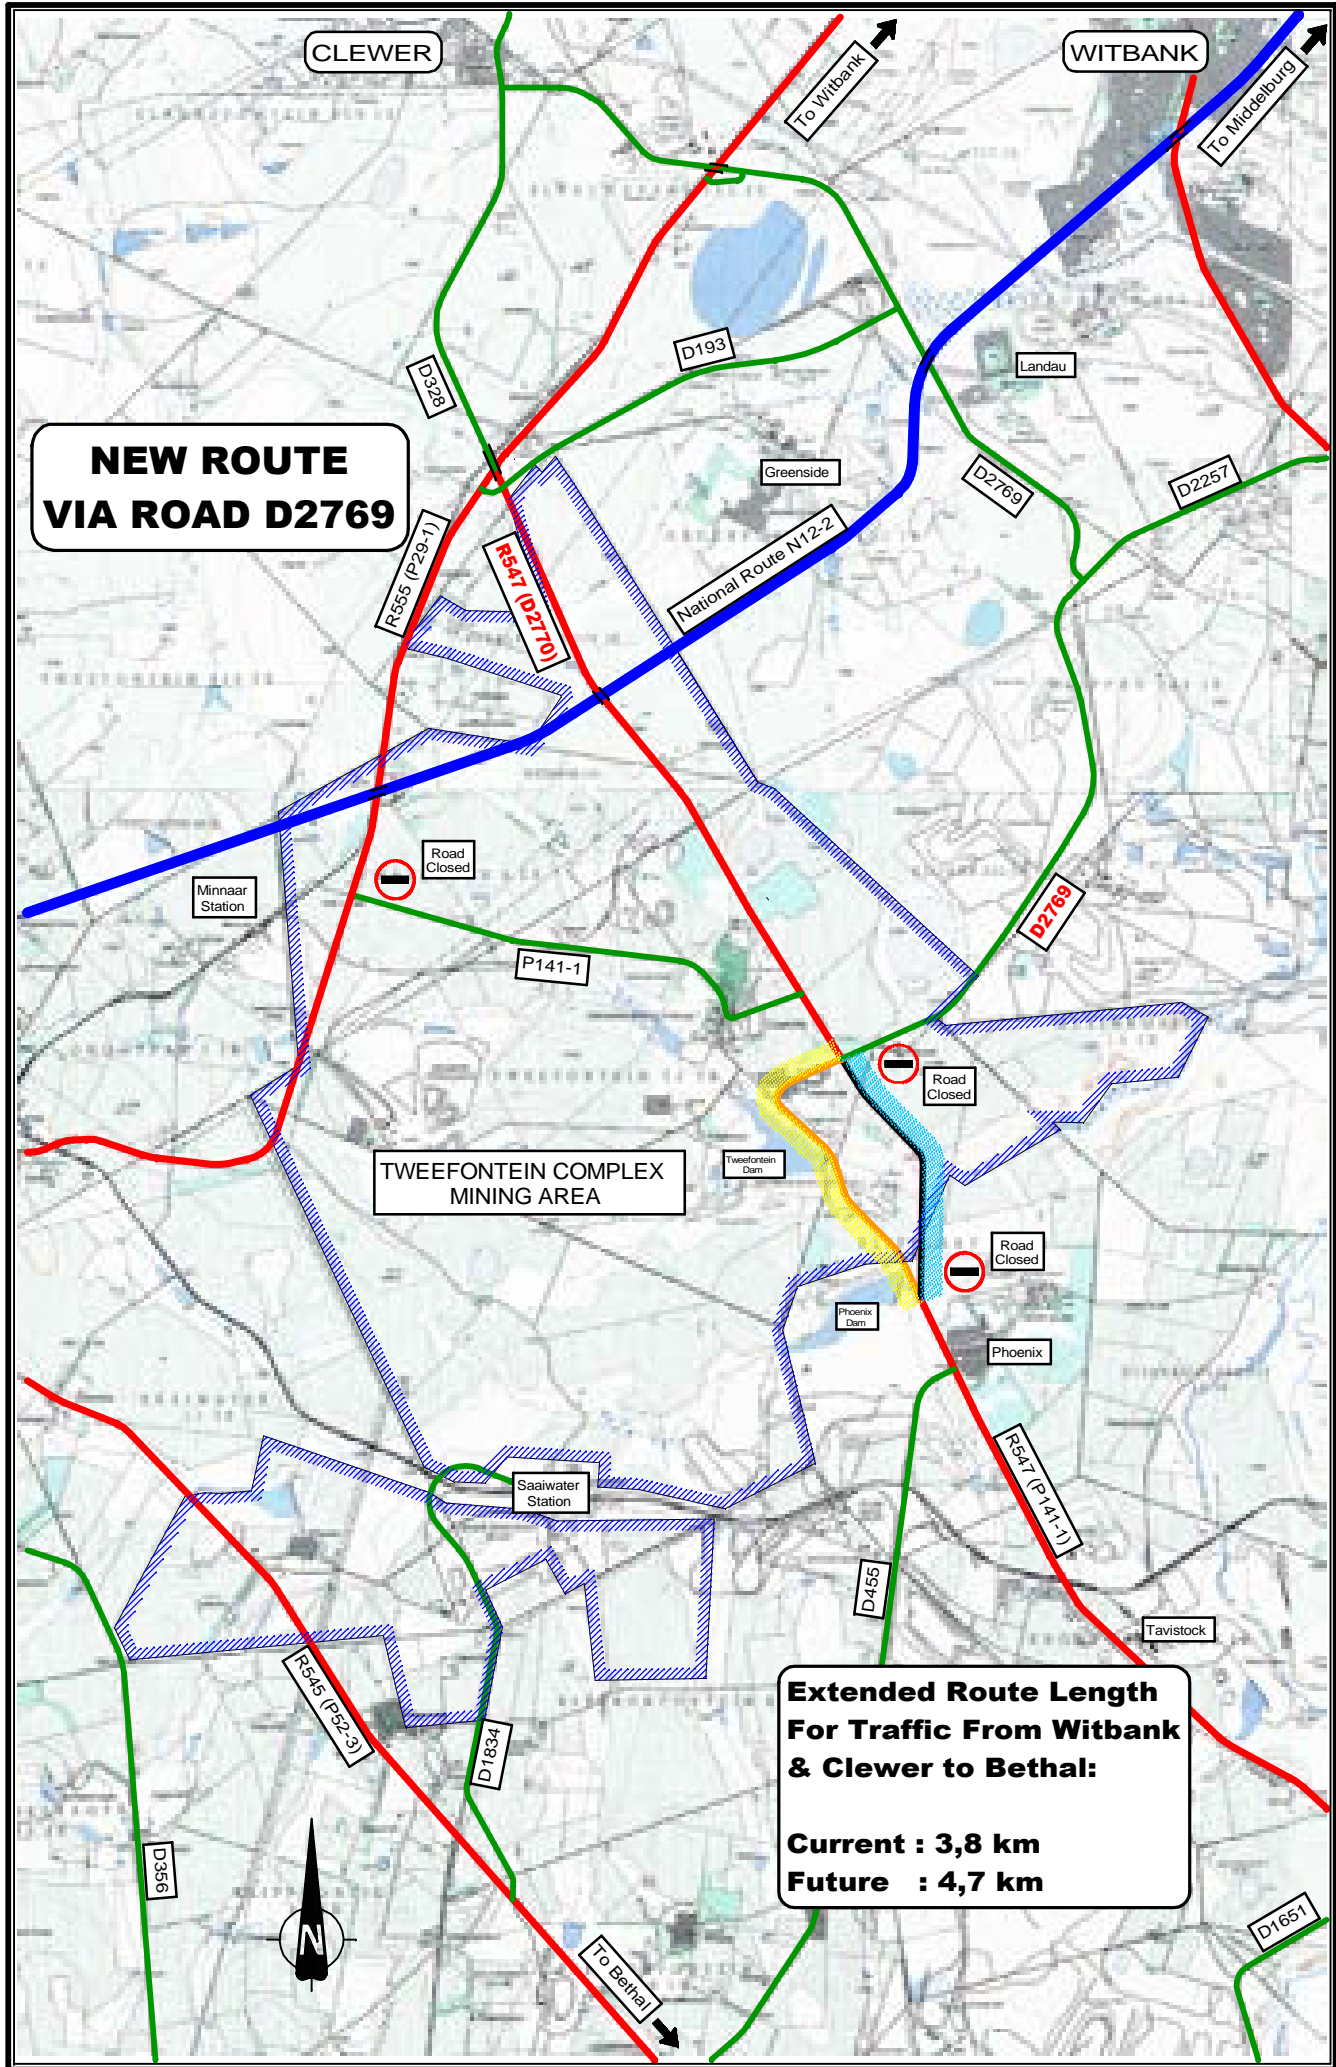 CLEWER
WITBANK
To Witbank
To Middelburg
D193
D328
Landau
NEW ROUTE
VIA ROAD D2769
Greenside
D2769
D2257
R555 (P29-1)
R547 (D2770)
National Route N12-2
Road
Closed
Minnaar
Station
D2769
P141-1
Road
Closed
Tweefontein
Dam
TWEEFONTEIN COMPLEX
MINING AREA
Road
Closed
Phoenix
Dam
Phoenix
R547 (P141-1)
Saaiwater
Station
D455
Tavistock
R545 (P52-3)
D1834
Extended Route Length
For Traffic From Witbank
& Clewer to Bethal:
Current : 3,8 km
Future : 4,7 km
D356
N
D1651
To Bethal